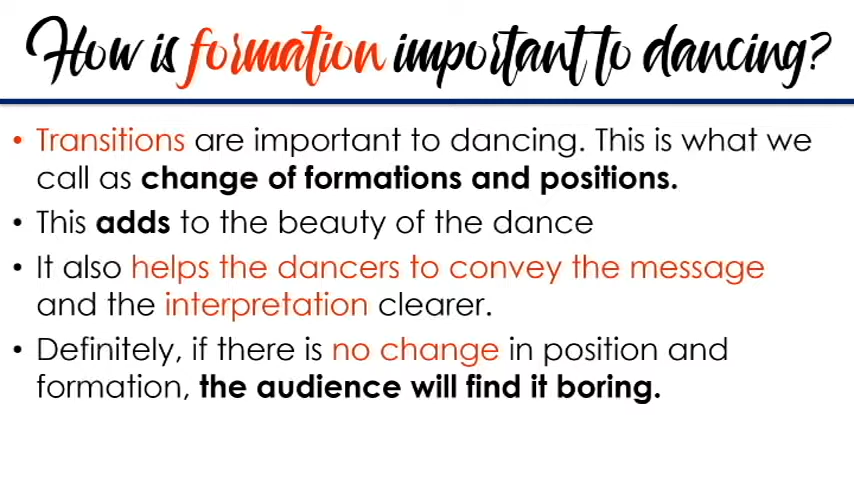 How is formation important to dancing?
• Transitions are important to dancing. This is what we
call as change of formations and positions.
• This adds to the beauty of the dance
• It also helps the dancers to convey the message
and the interpretation clearer.
• Definitely, if there is no change in position and
formation, the audience will find it boring.